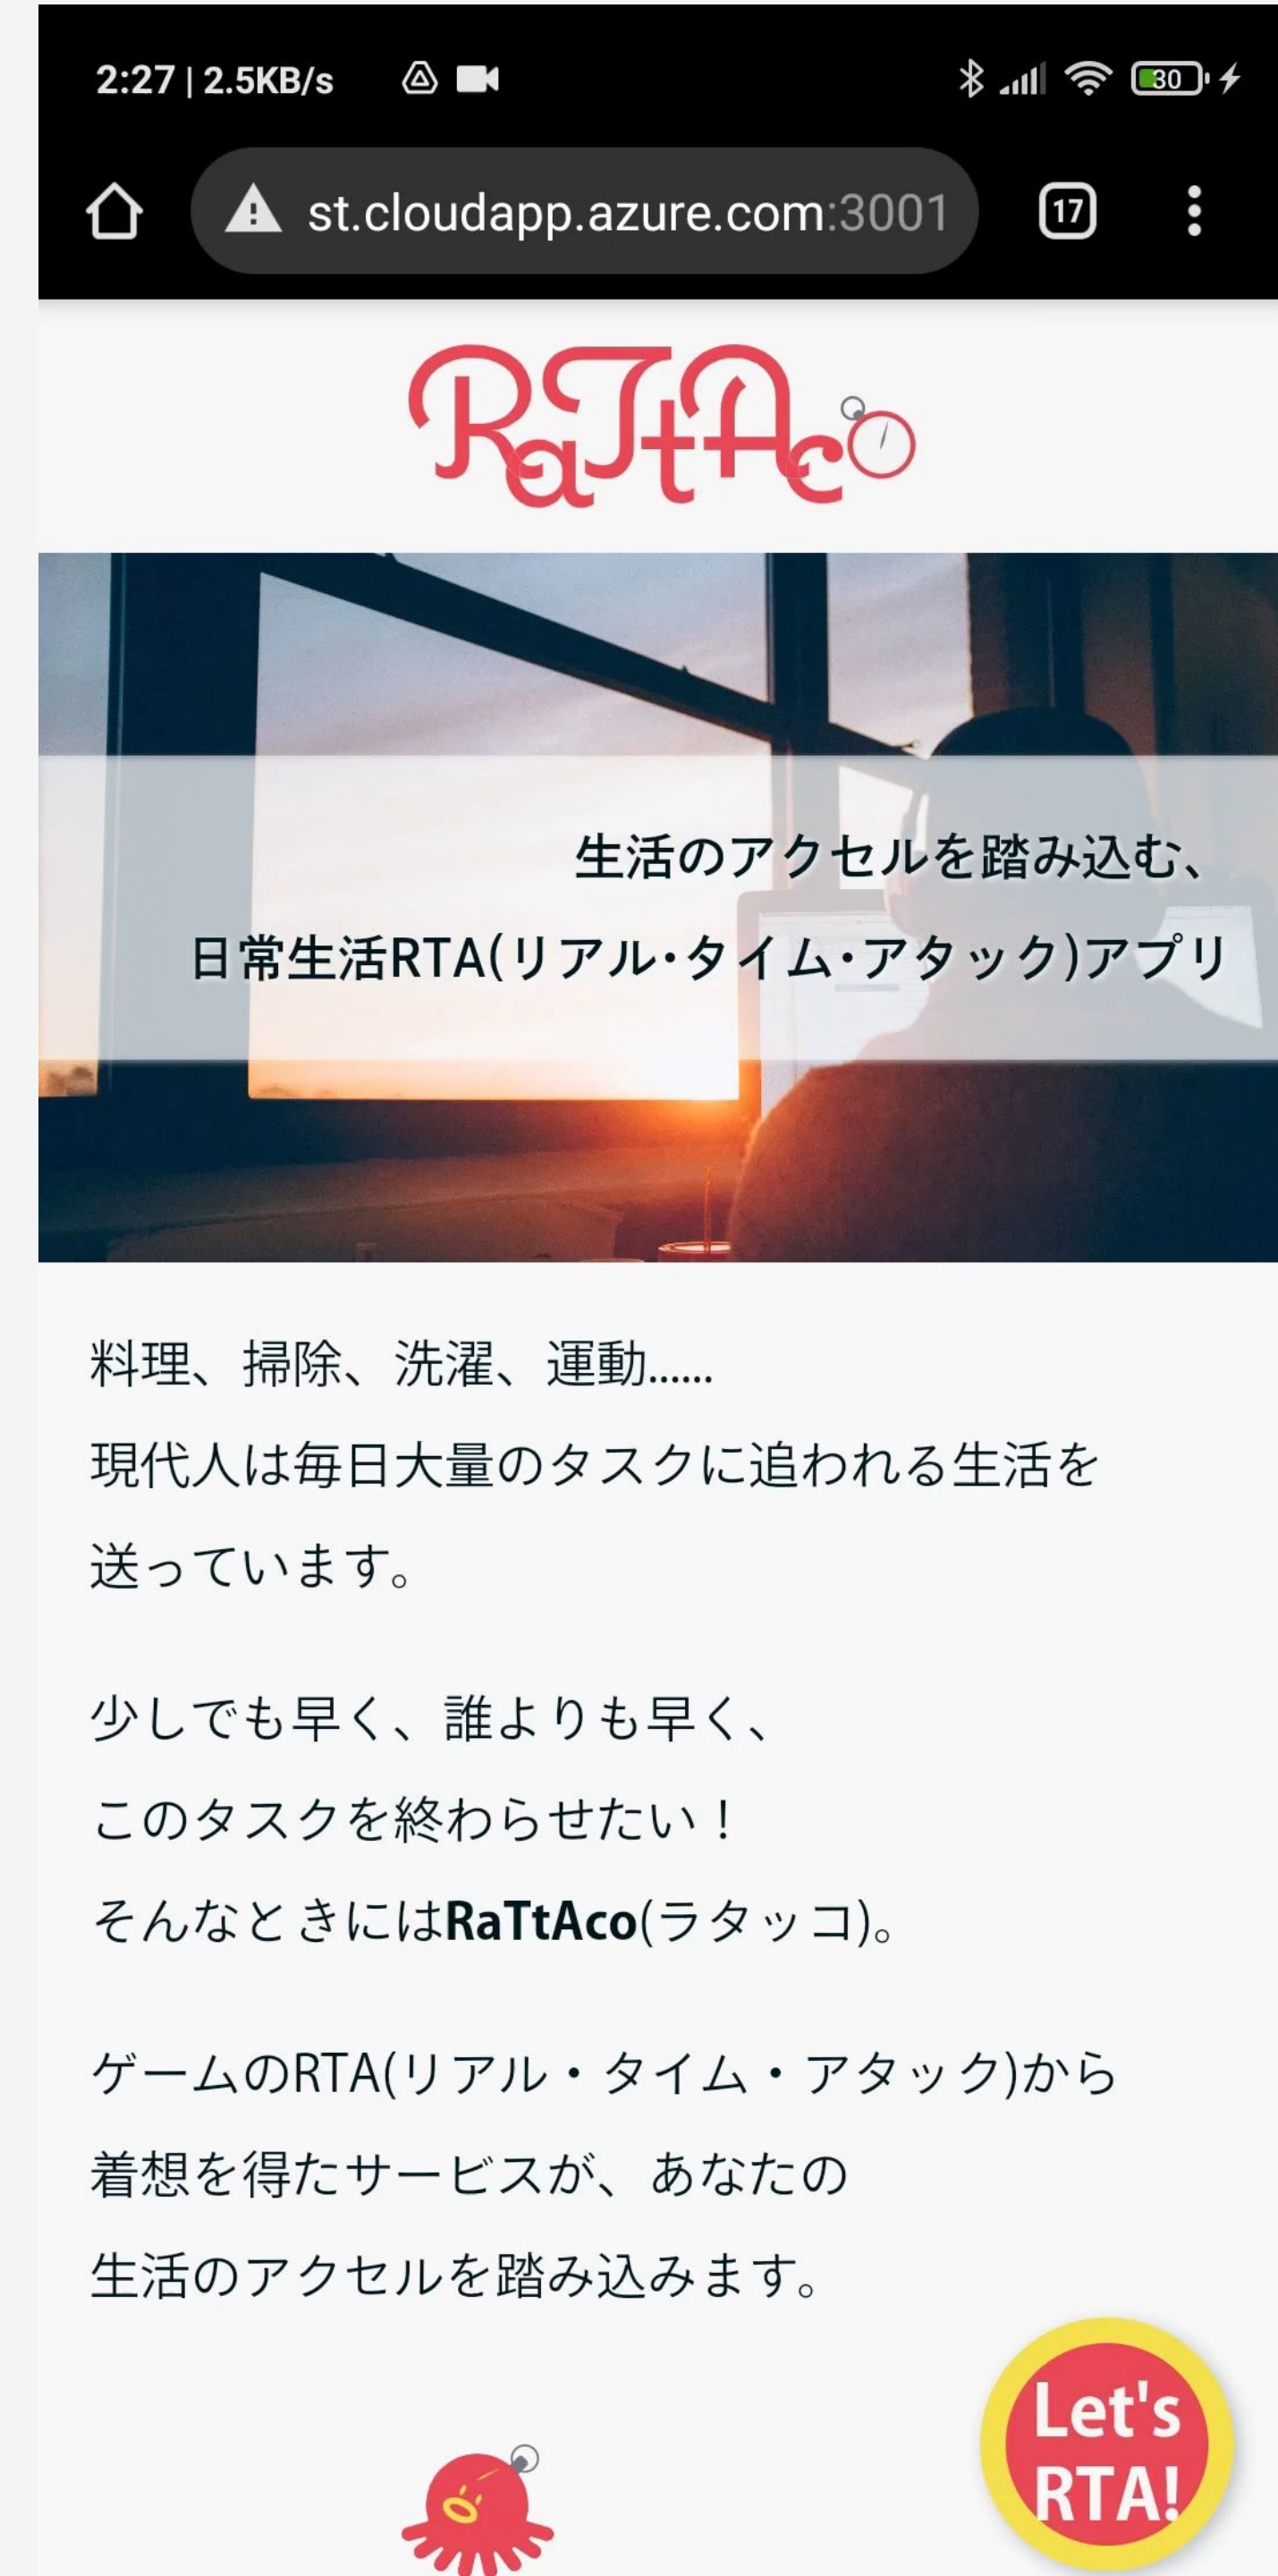 2:27 | 2.5KB/s
30
st.cloudapp.azure.com:3001
17
RaTtAco
生活のアクセルを踏み込む、
日常生活RTA(リアル・タイム・アタック)アプリ
料理、掃除、洗濯、運動......
現代人は毎日大量のタスクに追われる生活を
送っています。
少しでも早く、誰よりも早く、
このタスクを終わらせたい！
そんなときにはRaTtAco(ラタッコ)。
ゲームのRTA(リアル・タイム・アタック)から
着想を得たサービスが、あなたの
生活のアクセルを踏み込みます。
Let's
RTA!